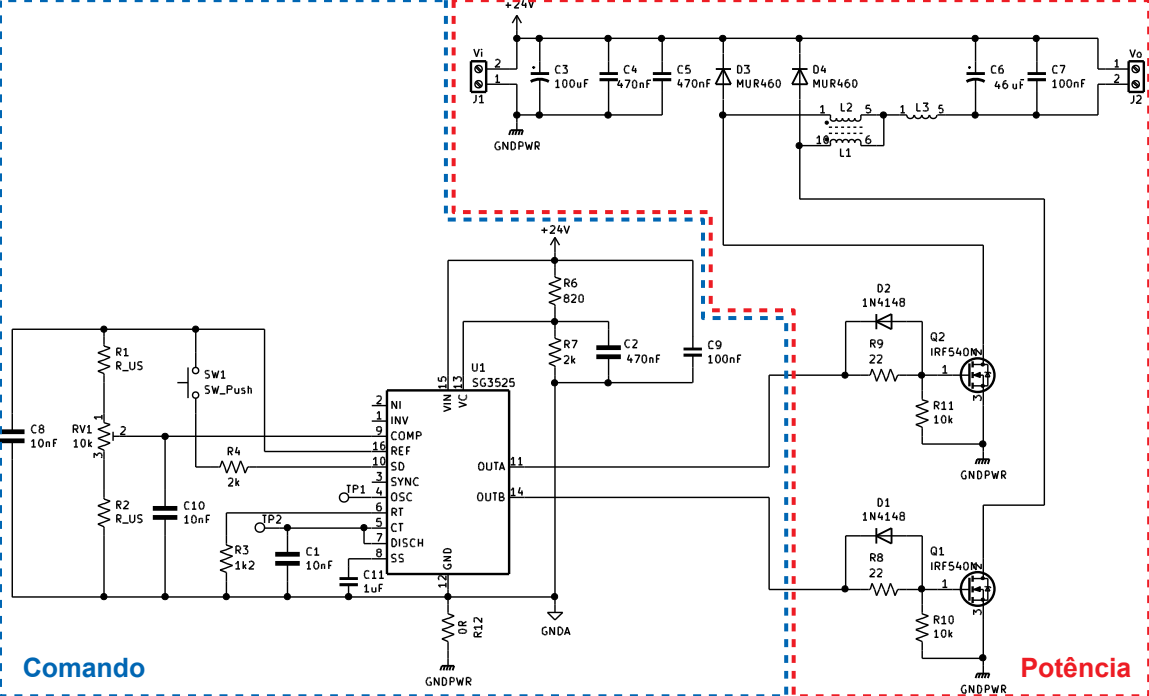 +24V
Vi
2
1
J1
C3
100uF
C4
470nF
C5
470nF
D3
MUR460
D4
MUR460
C6
46uF
C7
100nF
Vo
1
2
J2
GNDPWR
1
L2
5
10
6
L1
1
L3
5
+24V
R6
820
R7
2k
C2
470nF
C9
100nF
D2
1N4148
R9
22
Q2
IRF540N
2
1
3
R11
10k
GNDPWR
R1
R_US
SW1
SW_Push
C8
10nF
RV1
10k
1
2
3
R4
2k
R2
R_US
C10
10nF
TP1
TP2
R3
1k2
C1
10nF
C11
1uF
U1
SG3525
15
13
VIN
VC
2
NI
1
INV
9
COMP
16
REF
10
SD
3
SYNC
4
OSC
6
RT
5
CT
7
DISCH
8
SS
OUTA
11
OUTB
14
GND
12
0R
R12
GNDPWR
GNDA
D1
1N4148
R8
22
Q1
IRF540N
2
1
3
R10
10k
GNDPWR
Comando
Potência